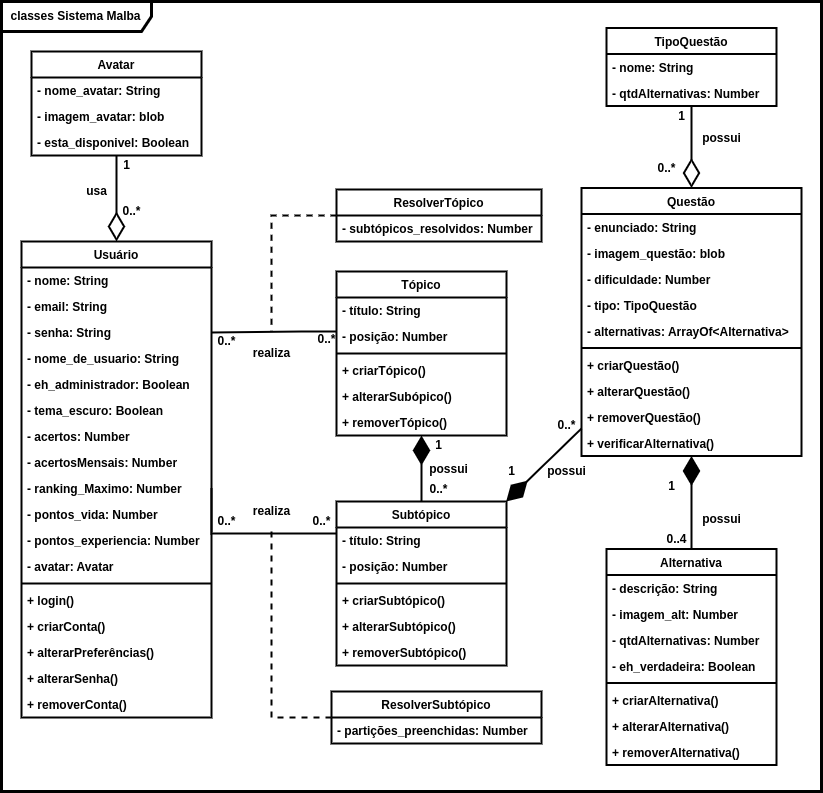 classes Sistema Malba
Avatar
- nome_avatar: String
- imagem_avatar: blob
- esta_disponivel: Boolean
1
usa
0..*
Usuário
- nome: String
- email: String
- senha: String
- nome_de_usuario: String
- eh_administrador: Boolean
- tema_escuro: Boolean
- acertos: Number
- acertosMensais: Number
- ranking_Maximo: Number
- pontos_vida: Number
- pontos_experiencia: Number
- avatar: Avatar
+ login()
+ criarConta()
+ alterarPreferências()
+ alterarSenha()
+ removerConta()
ResolverTópico
- subtópicos_resolvidos: Number
0..*
realiza
0..*
Tópico
- título: String
- posição: Number
+ criarTópico()
+ alterarSubópico()
+ removerTópico()
1
possui
0..*
realiza
0..*
0..*
Subtópico
- título: String
- posição: Number
+ criarSubtópico()
+ alterarSubtópico()
+ removerSubtópico()
ResolverSubtópico
- partições_preenchidas: Number
0..*
1
possui
TipoQuestão
- nome: String
- qtdAlternativas: Number
1
possui
0..*
Questão
- enunciado: String
- imagem_questão: blob
- dificuldade: Number
- tipo: TipoQuestão
- alternativas: ArrayOf<Alternativa>
+ criarQuestão()
+ alterarQuestão()
+ removerQuestão()
+ verificarAlternativa()
1
possui
0..4
Alternativa
- descrição: String
- imagem_alt: Number
- qtdAlternativas: Number
- eh_verdadeira: Boolean
+ criarAlternativa()
+ alterarAlternativa()
+ removerAlternativa()